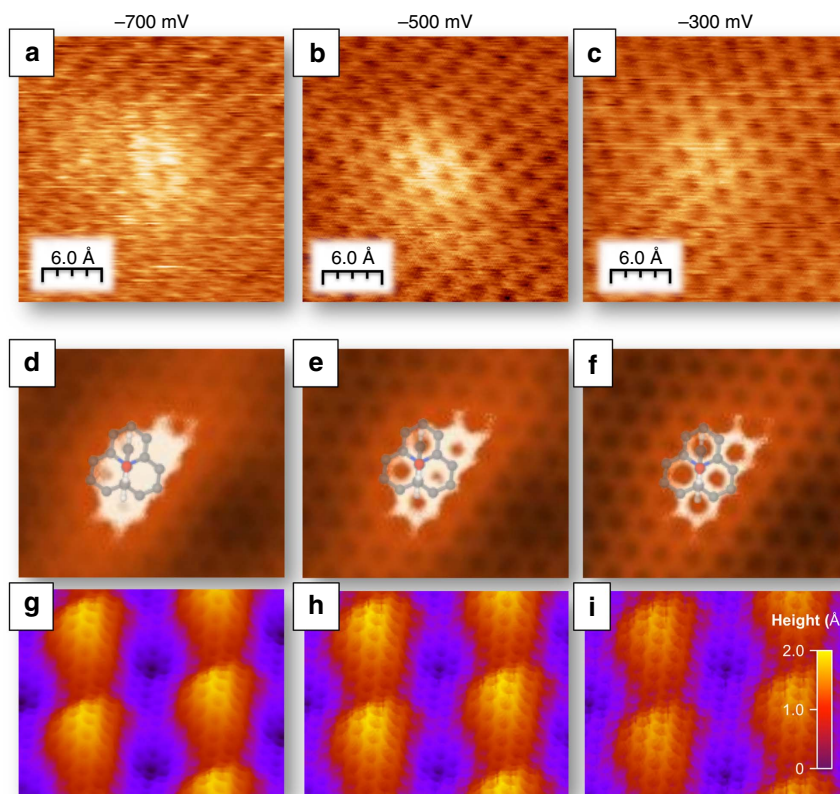 –700 mV
–500 mV
–300 mV
a
b
c
6.0 Å
6.0 Å
6.0 Å
d
e
f
g
h
i
Height (Å
2.0
1.0
0